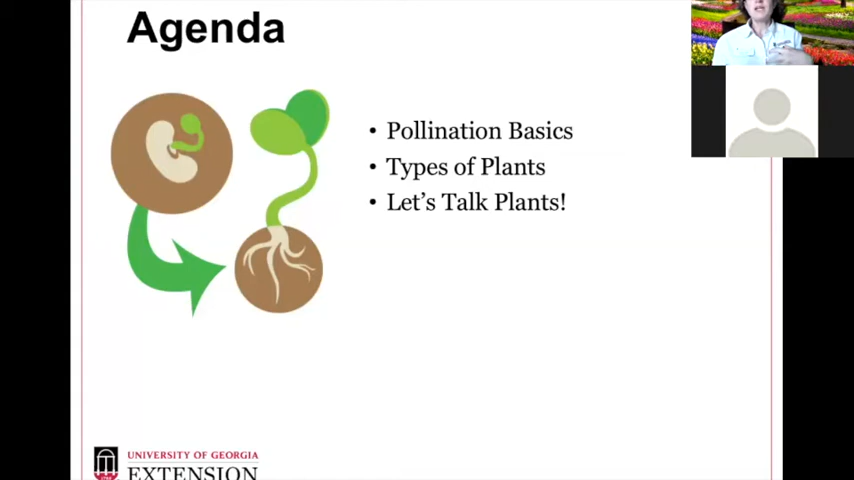 Agenda
• Pollination Basics
• Types of Plants
• Let's Talk Plants!
UNIVERSITY OF GEORGIA
EXTENSION